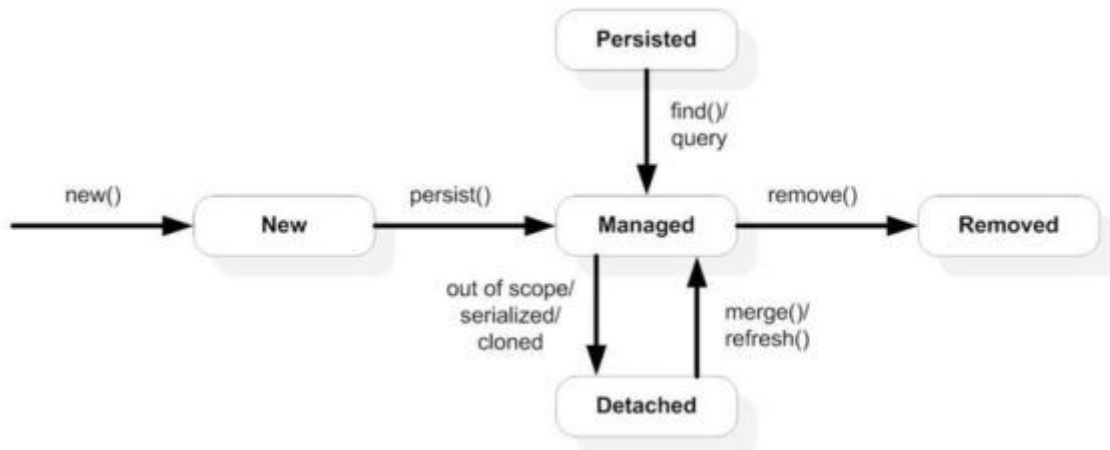 Persisted
find()/
query
new()
New
persist()
Managed
remove()
Removed
out of scope/
serialized/
cloned
merge()/
refresh()
Detached